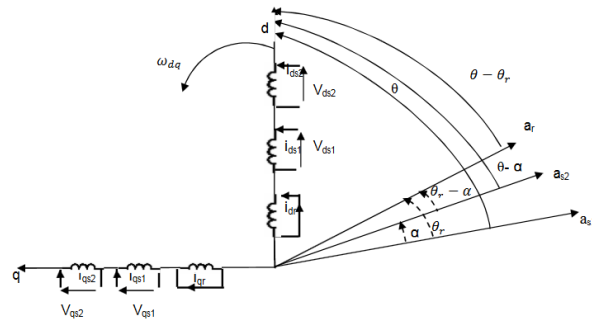 d
ω_dq
i_ds2
V_ds2
θ
θ − θ_r
i_ds1
V_ds1
a_r
θ- α
a_s2
i_dr
θ_r − α
α
θ_r
a_s
q
i_qs2
i_qs1
i_qr
V_qs2
V_qs1